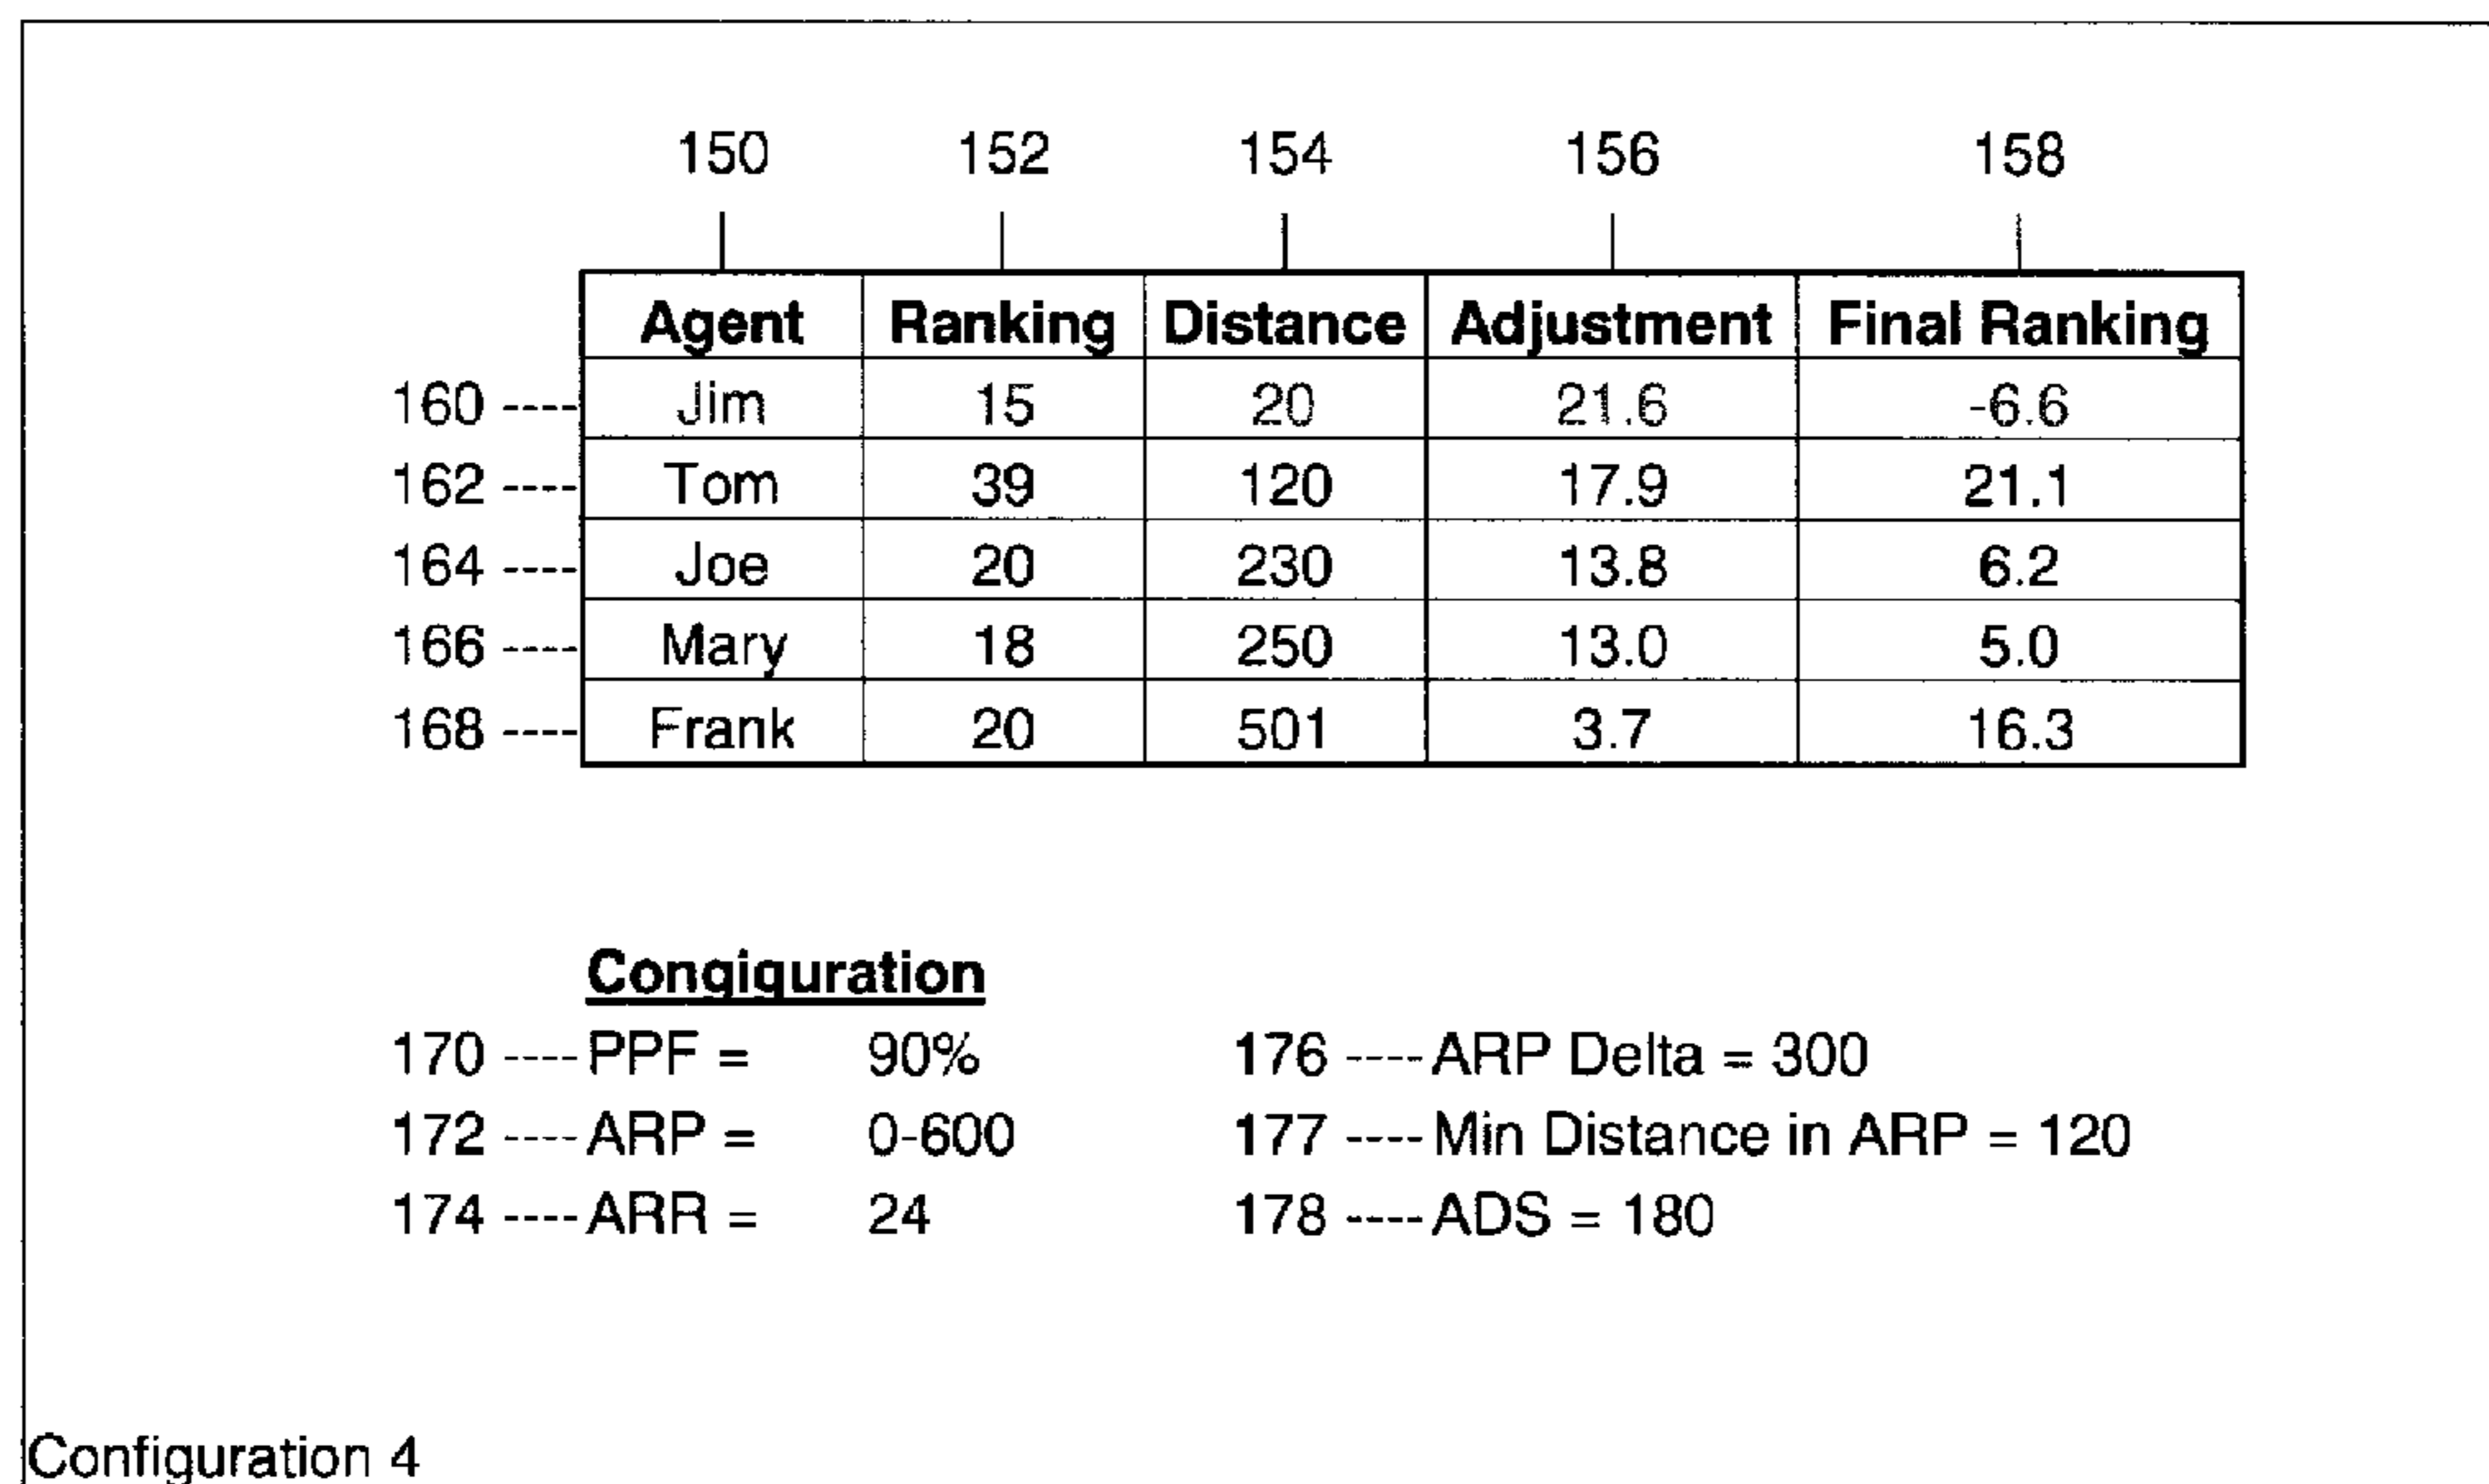 150 152 154 156 158
Agent Ranking Distance Adjustment Final Ranking
160 ---- Jim 15 20 21.6 -6.6
162 ---- Tom 39 120 17.9 21.1
164 ---- Joe 20 230 13.8 6.2
166 ---- Mary 18 250 13.0 5.0
168 ---- Frank 20 501 3.7 16.3
Congiguration
170 ---- PPF = 90% 176 ---- ARP Delta = 300
172 ---- ARP = 0-600 177 ---- Min Distance in ARP = 120
174 ---- ARR = 24 178 ---- ADS = 180
Configuration 4